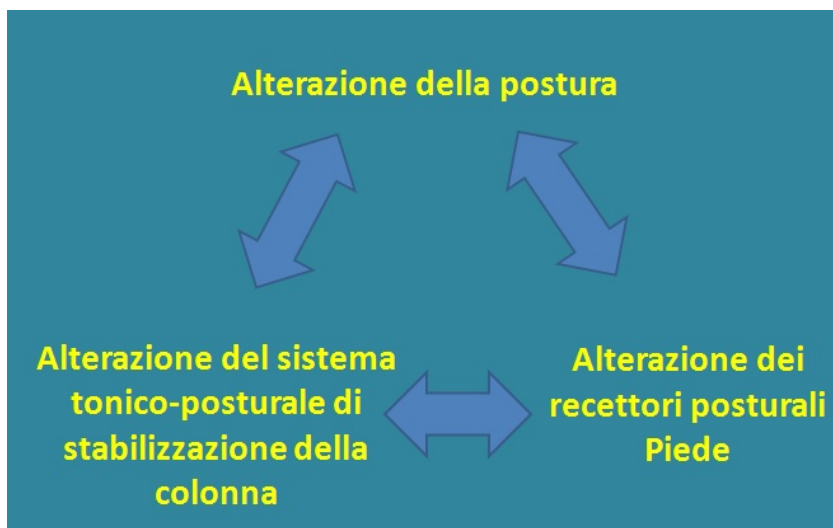 Alterazione della postura
Alterazione del sistema
tonico-posturale di
stabilizzazione della
colonna
Alterazione dei
recettori posturali
Piede